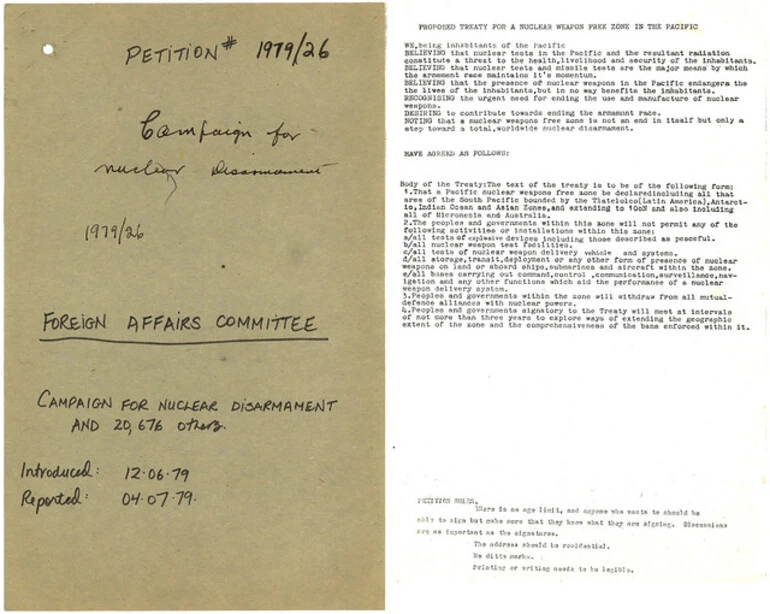 PETITION # 1979/26
Campaign for
nuclear Disarmament
1979/26
FOREIGN AFFAIRS COMMITTEE
CAMPAIGN FOR NUCLEAR DISARMAMENT
AND 20,676 others.
Introduced: 12.06.79
Reported: 04.07.79.
PROPOSED TREATY FOR A NUCLEAR WEAPON FREE ZONE IN THE PACIFIC
WE,being inhabitants of the Pacific
BELIEVING that nuclear tests in the Pacific and the resultant radiation
constitute a threat to the health,livelihood and security of the inhabitants.
BELIEVING that nuclear tests and missile tests are the major means by which
the armament race maintains it's momentum.
BELIEVING that the presence of nuclear weapons in the Pacific endangers the
the lives of the inhabitants,but in no way benefits the inhabitants.
RECOGNISING the urgent need for ending the use and manufacture of nuclear
weapons.
DESIRING to contribute towards ending the armament race.
NOTING that a nuclear weapons free zone is not an end in itself but only a
step toward a total,worldwide nuclear disarmament.
HAVE AGREED AS FOLLOWS:
Body of the Treaty:The text of the treaty is to be of the following form:
1.That a Pacific nuclear weapons free zone be declaredincluding all that
area of the South Pacific bounded by the Tlatelolco(Latin America),Antarct-
ic,Indian Ocean and Asian Zones,and extending to and also including
all of Micronesia and Australia.
2.The peoples and governments within this zone will not permit any of the
following activities or installations within this zone:
a/all tests of explosive devices including those described as peaceful.
b/all nuclear weapon test facilities.
c/all tests of nuclear weapon delivery vehicle and systems.
d/all storage,transit,deployment or any other form of presence of nuclear
weapons on land or aboard ships,submarines and aircraft within the zone.
e/all bases carrying out command,control ,communication,surveillance,nav-
igation and any other functions which aid the performance of a nuclear
weapon delivery system.
3.Peoples and governments within the zone will withdraw from all mutual-
defence alliances with nuclear powers.
4.Peoples and governments signatory to the Treaty will meet at intervals
of not more than three years to explore ways of extending the geographic
extent of the zone and the comprehensiveness of the bans enforced within it.
PETITION RULES.
There is no age limit, and anyone who wants to should be
able to sign but make sure that they know what they are signing. Discussions
are as important as the signatures.
The address should be residential.
No ditto marks.
Printing or writing needs to be legible.